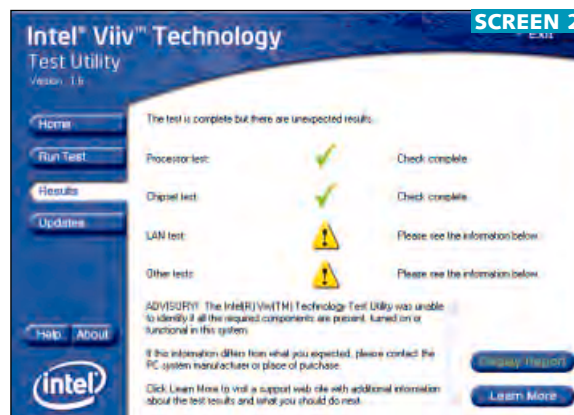 SCREEN 2
Intel® Viiv™ Technology
EXIT
Test Utility
Version 1.6
The test is complete but there are unexpected results.
Home
Run Test
Processor test:
Check complete
Results
Chipset test:
Check complete
Updates
LAN test:
Please see the information below.
Other tests:
Please see the information below.
ADVISORY! The Intel(R) Viiv(TM) Technology Test Utility was unable
to identify if all the required components are present, turned on or
functional in this system.
Help About
If this information differs from what you expected, please contact the
PC system manufacturer or place of purchase.
Display Report
intel
Click Learn More to visit a support web site with additional information
about the test results and what you should do next.
Learn More